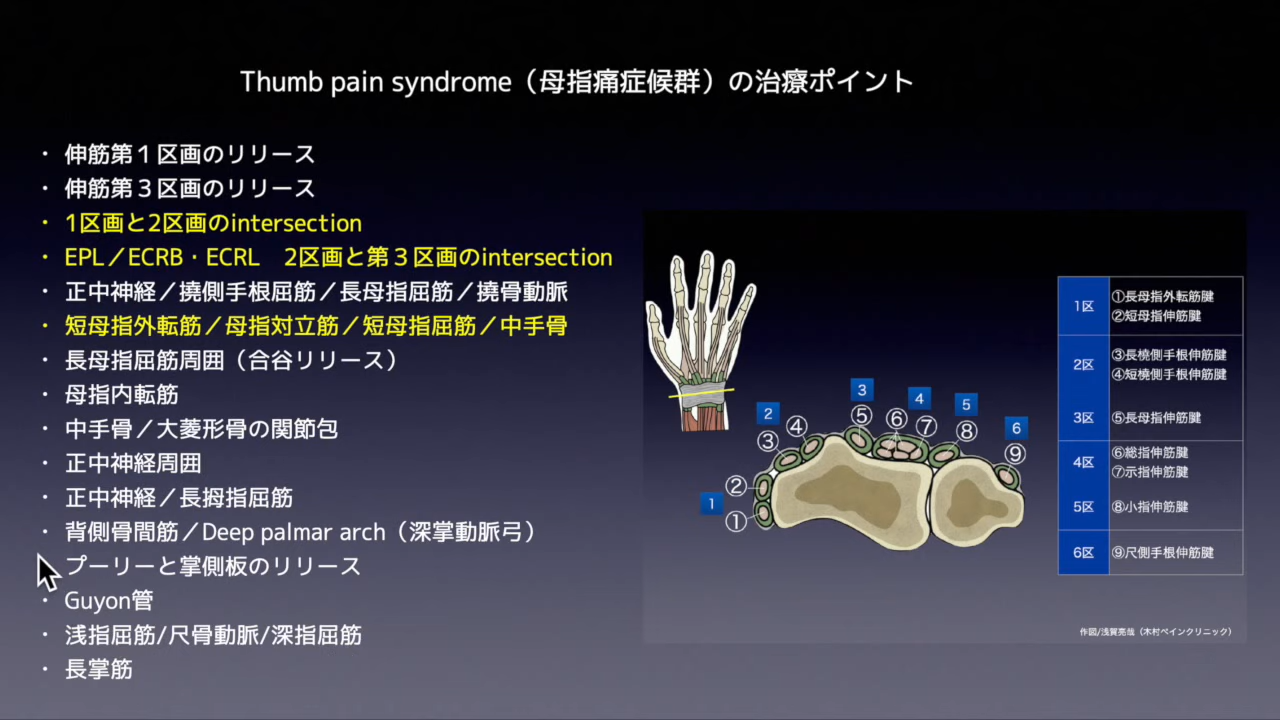 Thumb pain syndrome（母指痛症候群）の治療ポイント
・ 伸筋第１区画のリリース
・ 伸筋第３区画のリリース
・ 1区画と2区画のintersection
・ EPL／ECRB・ECRL　2区画と第３区画のintersection
・ 正中神経／撓側手根屈筋／長母指屈筋／撓骨動脈
・ 短母指外転筋／母指対立筋／短母指屈筋／中手骨
・ 長母指屈筋周囲（合谷リリース）
・ 母指内転筋
・ 中手骨／大菱形骨の関節包
・ 正中神経周囲
・ 正中神経／長拇指屈筋
・ 背側骨間筋／Deep palmar arch（深掌動脈弓）
プーリーと掌側板のリリース
・ Guyon管
・ 浅指屈筋/尺骨動脈/深指屈筋
・ 長掌筋
3
4
5
2
6
⑤
⑥
⑦
④
⑧
③
⑨
②
1
①
1区 ①長母指外転筋腱
②短母指伸筋腱
2区 ③長橈側手根伸筋腱
④短橈側手根伸筋腱
3区 ⑤長母指伸筋腱
4区 ⑥総指伸筋腱
⑦示指伸筋腱
5区 ⑧小指伸筋腱
6区 ⑨尺側手根伸筋腱
作図/浅賀亮哉（木村ペインクリニック）